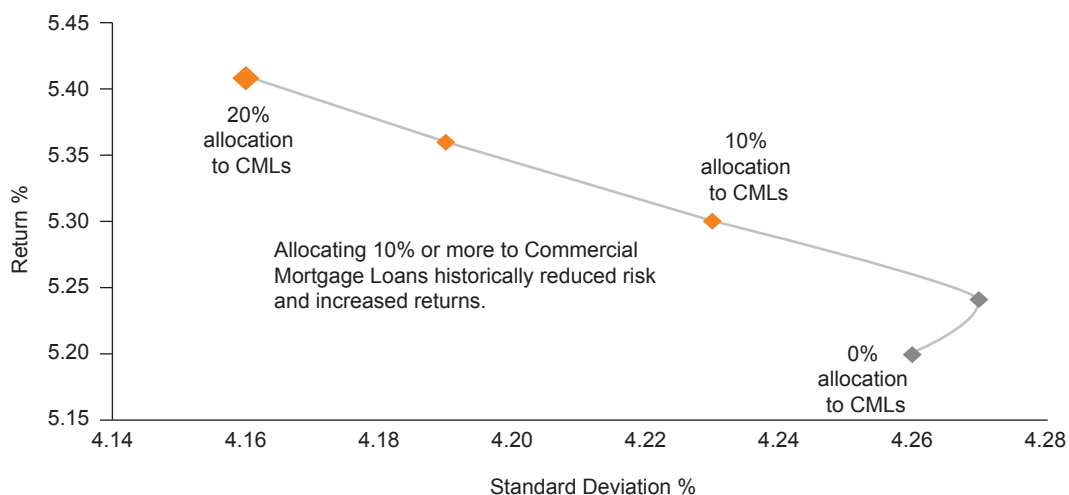 5.45
5.40
5.35
5.30
5.25
5.20
5.15
Return %
20%
allocation
to CMLs
10%
allocation
to CMLs
Allocating 10% or more to Commercial
Mortgage Loans historically reduced risk
and increased returns.
0%
allocation
to CMLs
4.14 4.16 4.18 4.20 4.22 4.24 4.26 4.28
Standard Deviation %